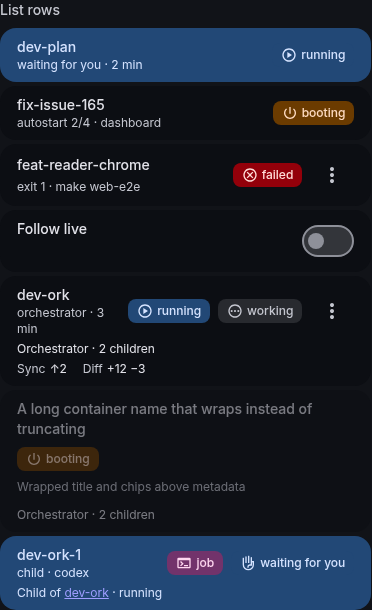 List rows
dev-plan
waiting for you · 2 min
running
fix-issue-165
autostart 2/4 · dashboard
booting
feat-reader-chrome
exit 1 · make web-e2e
failed
Follow live
dev-ork
orchestrator · 3
min
running
working
Orchestrator · 2 children
Sync ↑2 Diff +12 −3
A long container name that wraps instead of
truncating
booting
Wrapped title and chips above metadata
Orchestrator · 2 children
dev-ork-1
child · codex
job
waiting for you
Child of dev-ork · running